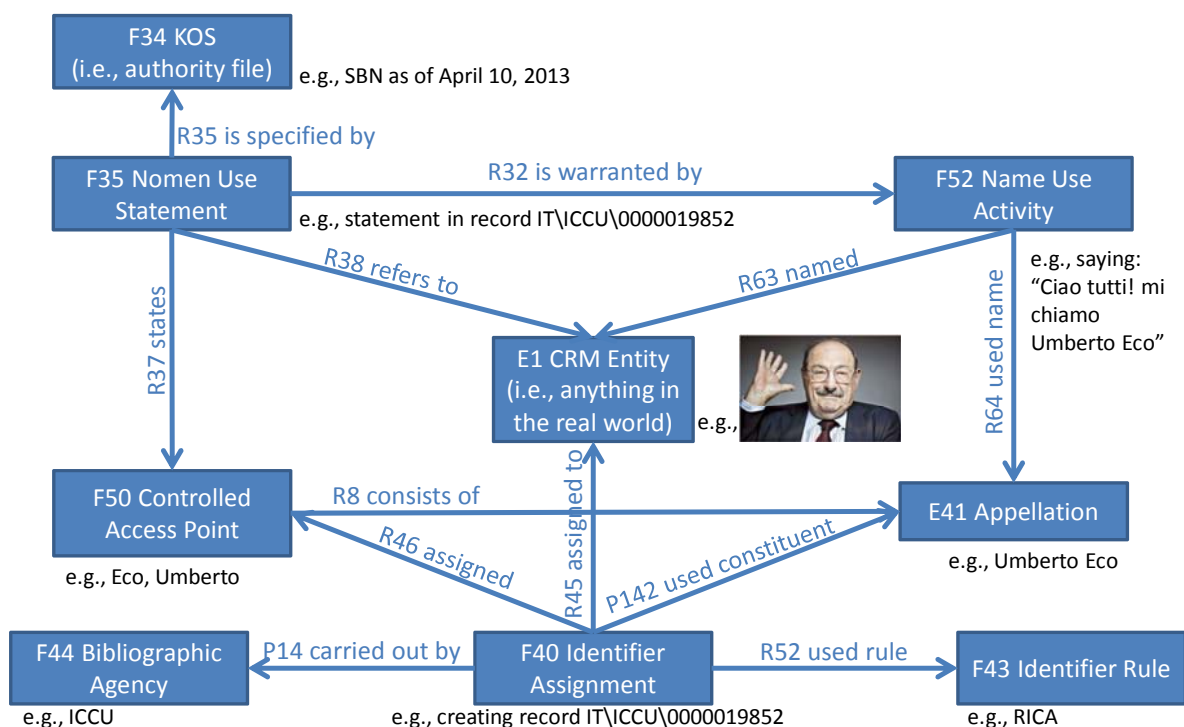 F34 KOS
(i.e., authority file)
e.g., SBN as of April 10, 2013
R35 is specified by
F35 Nomen Use
Statement
R32 is warranted by
F52 Name Use
Activity
e.g., statement in record IT\ICCU\0000019852
R38 refers to
R63 named
e.g., saying:
“Ciao tutti! mi
chiamo
Umberto Eco”
R37 states
R64 used name
E1 CRM Entity
(i.e., anything in
the real world)
e.g.,
F50 Controlled
Access Point
R8 consists of
E41 Appellation
R46 assigned
R45 assigned to
P142 used constituent
e.g., Eco, Umberto
e.g., Umberto Eco
F44 Bibliographic
Agency
P14 carried out by
F40 Identifier
Assignment
R52 used rule
F43 Identifier Rule
e.g., ICCU
e.g., creating record IT\ICCU\0000019852
e.g., RICA